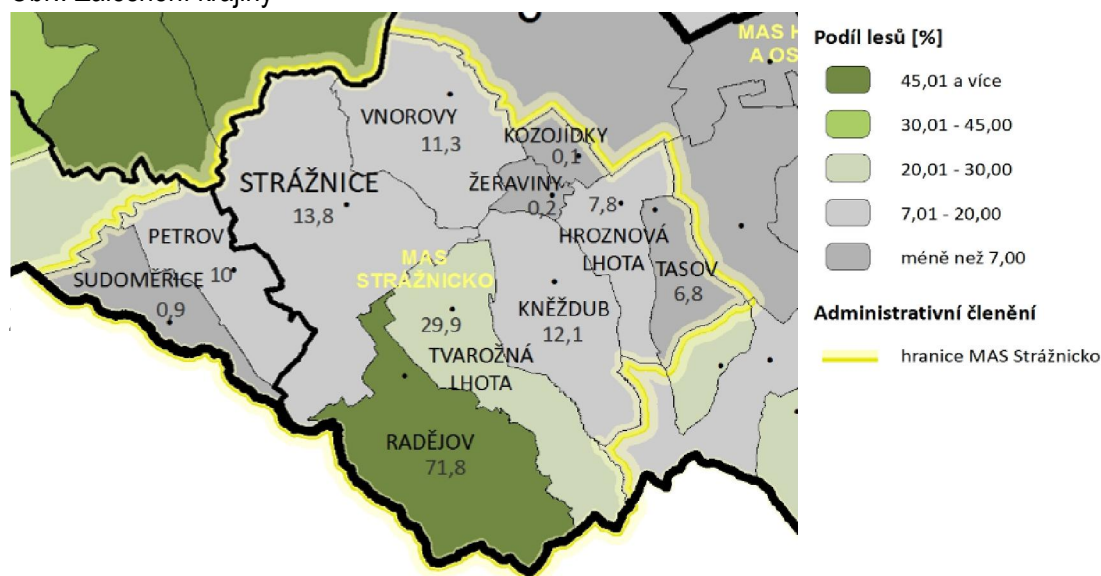 MAS
VNOROVY
11,3
KOZOJÍDKY
0,1
STRÁŽNICE
13,8
ŽERAVINY
0,2
7,8
HROZNOVÁ
LHOTA
TASOV
6,8
PETROV
10
SUDOMĚŘICE
0,9
MAS
STRÁŽNICKO
KNĚŽDUB
12,1
29,9
TVAROŽNÁ
LHOTA
RADĚJOV
71,8
Podíl lesů [%]
45,01 a více
30,01 - 45,00
20,01 - 30,00
7,01 - 20,00
méně než 7,00
Administrativní členění
hranice MAS Strážnicko